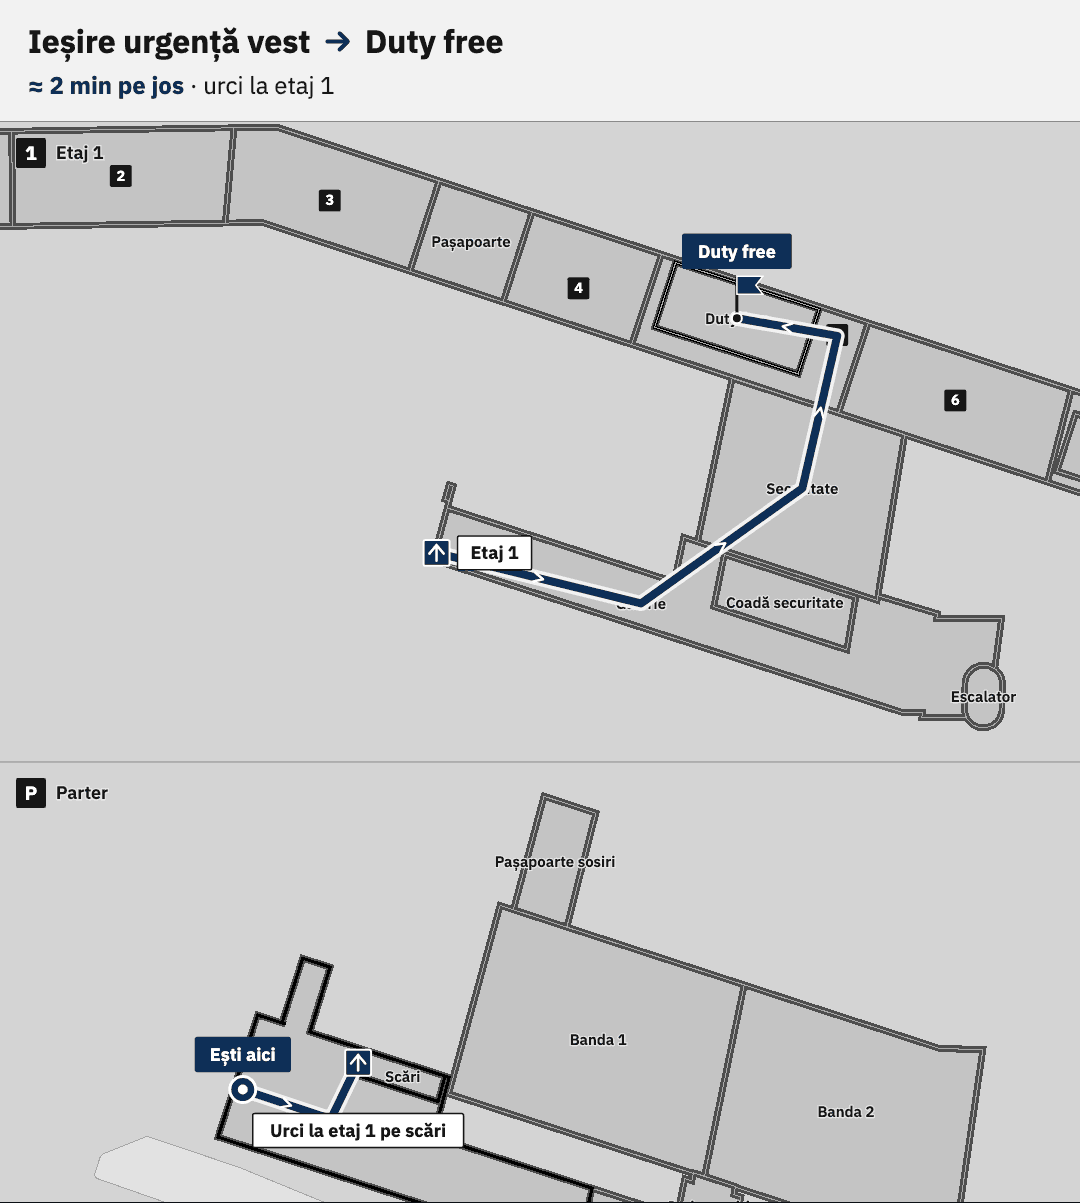 Ieșire urgență vest → Duty free
≈ 2 min pe jos · urci la etaj 1
1 Etaj 1
2
3
Pașapoarte
4
Duty free
6
Securitate
Etaj 1
Coadă securitate
Escalator
P Parter
Pașapoarte sosiri
Banda 1
Ești aici
Scări
Banda 2
Urci la etaj 1 pe scări